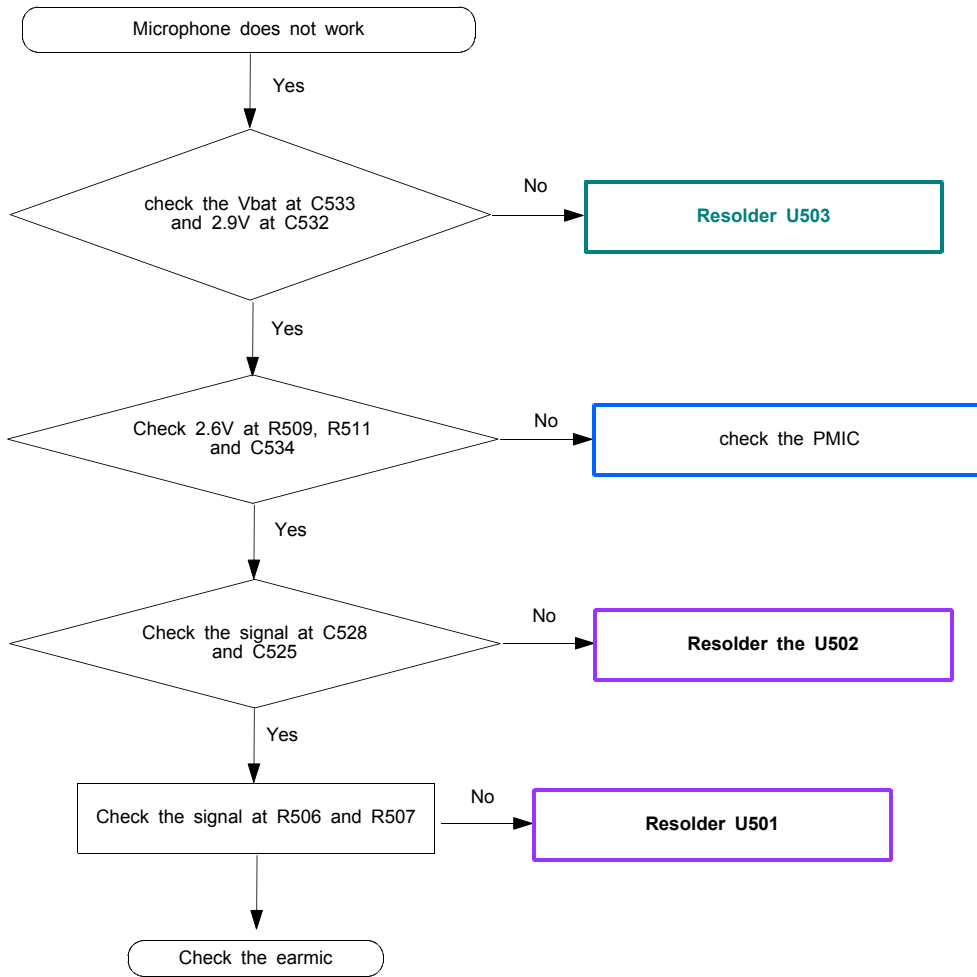 Microphone does not work
Yes
check the Vbat at C533
and 2.9V at C532
No
Resolder U503
Yes
Check 2.6V at R509, R511
and C534
No
check the PMIC
Yes
Check the signal at C528
and C525
No
Resolder the U502
Yes
Check the signal at R506 and R507
No
Resolder U501
Check the earmic